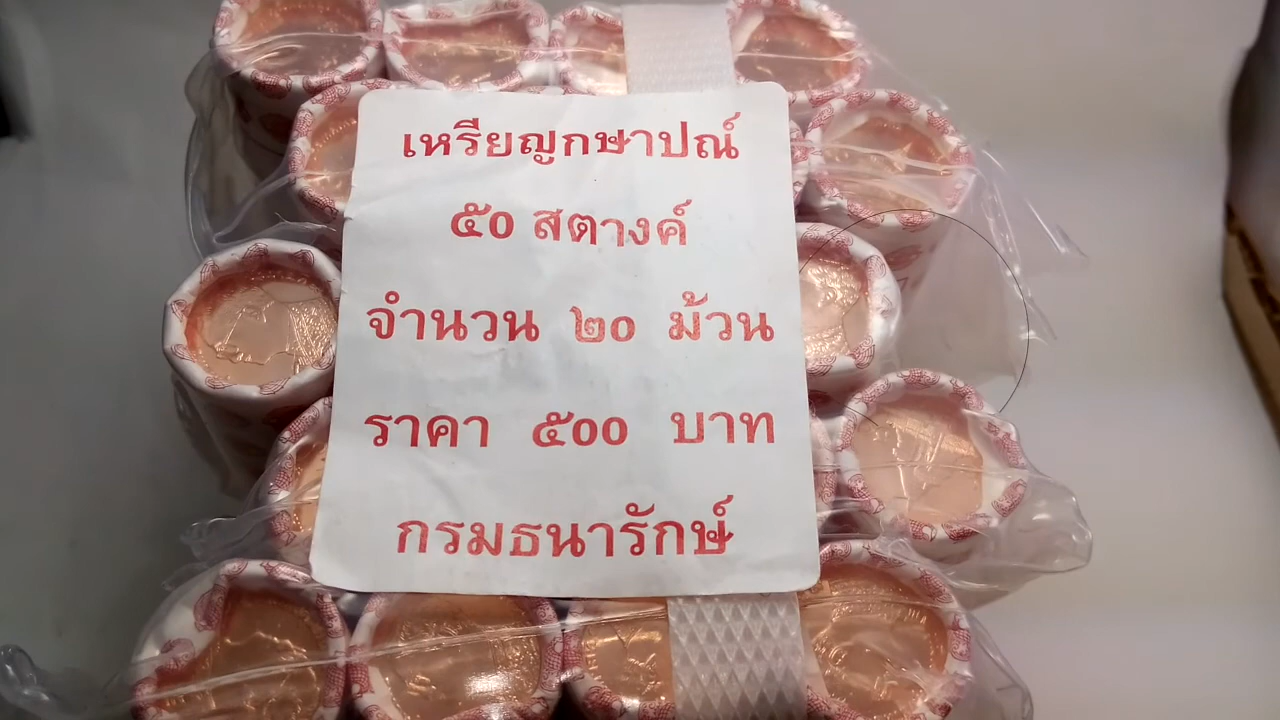 เหรียญกษาปณ์
๕๐ สตางค์
จำนวน ๒๐ ม้วน
ราคา ๕๐๐ บาท
กรมธนารักษ์